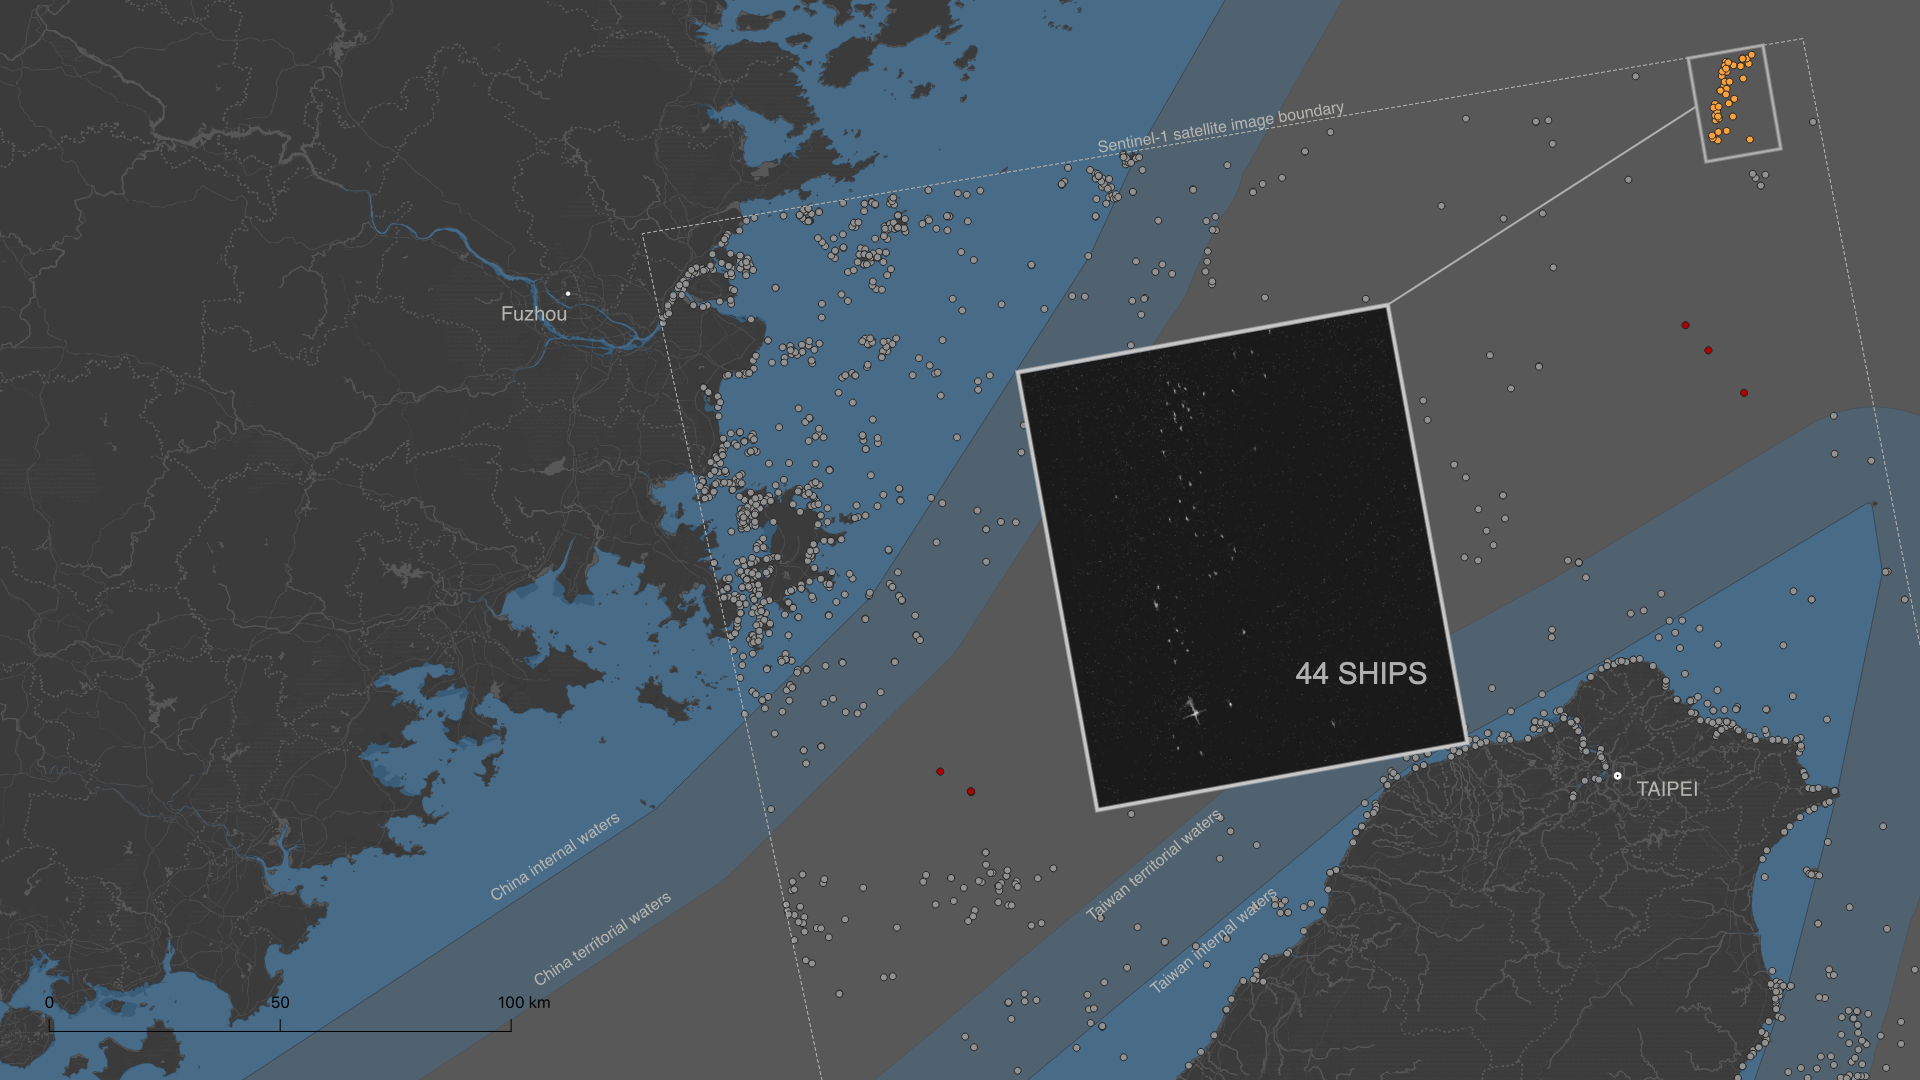 Sentinel-1 satellite image boundary
Fuzhou
44 SHIPS
TAIPEI
China internal waters
China territorial waters
Taiwan territorial waters
Taiwan internal waters
0 50 100 km